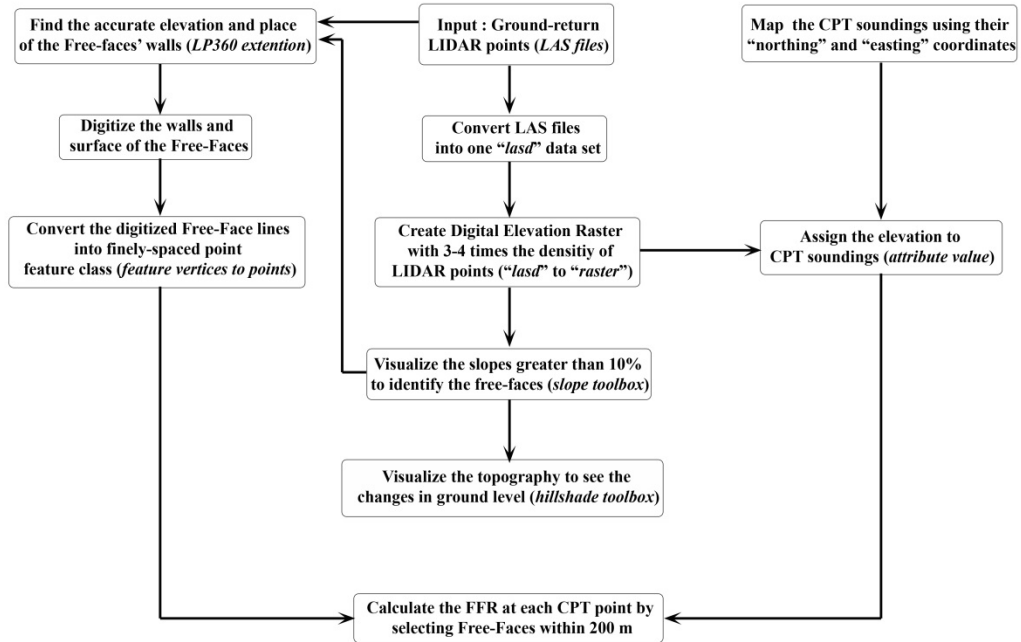 Find the accurate elevation and place
of the Free-faces’ walls (LP360 extention)
Input : Ground-return
LIDAR points (LAS files)
Map the CPT soundings using their
“northing” and “easting” coordinates
Digitize the walls and
surface of the Free-Faces
Convert LAS files
into one “lasd” data set
Convert the digitized Free-Face lines
into finely-spaced point
feature class (feature vertices to points)
Create Digital Elevation Raster
with 3-4 times the densitiy of
LIDAR points (“lasd” to “raster”)
Assign the elevation to
CPT soundings (attribute value)
Visualize the slopes greater than 10%
to identify the free-faces (slope toolbox)
Visualize the topography to see the
changes in ground level (hillshade toolbox)
Calculate the FFR at each CPT point by
selecting Free-Faces within 200 m